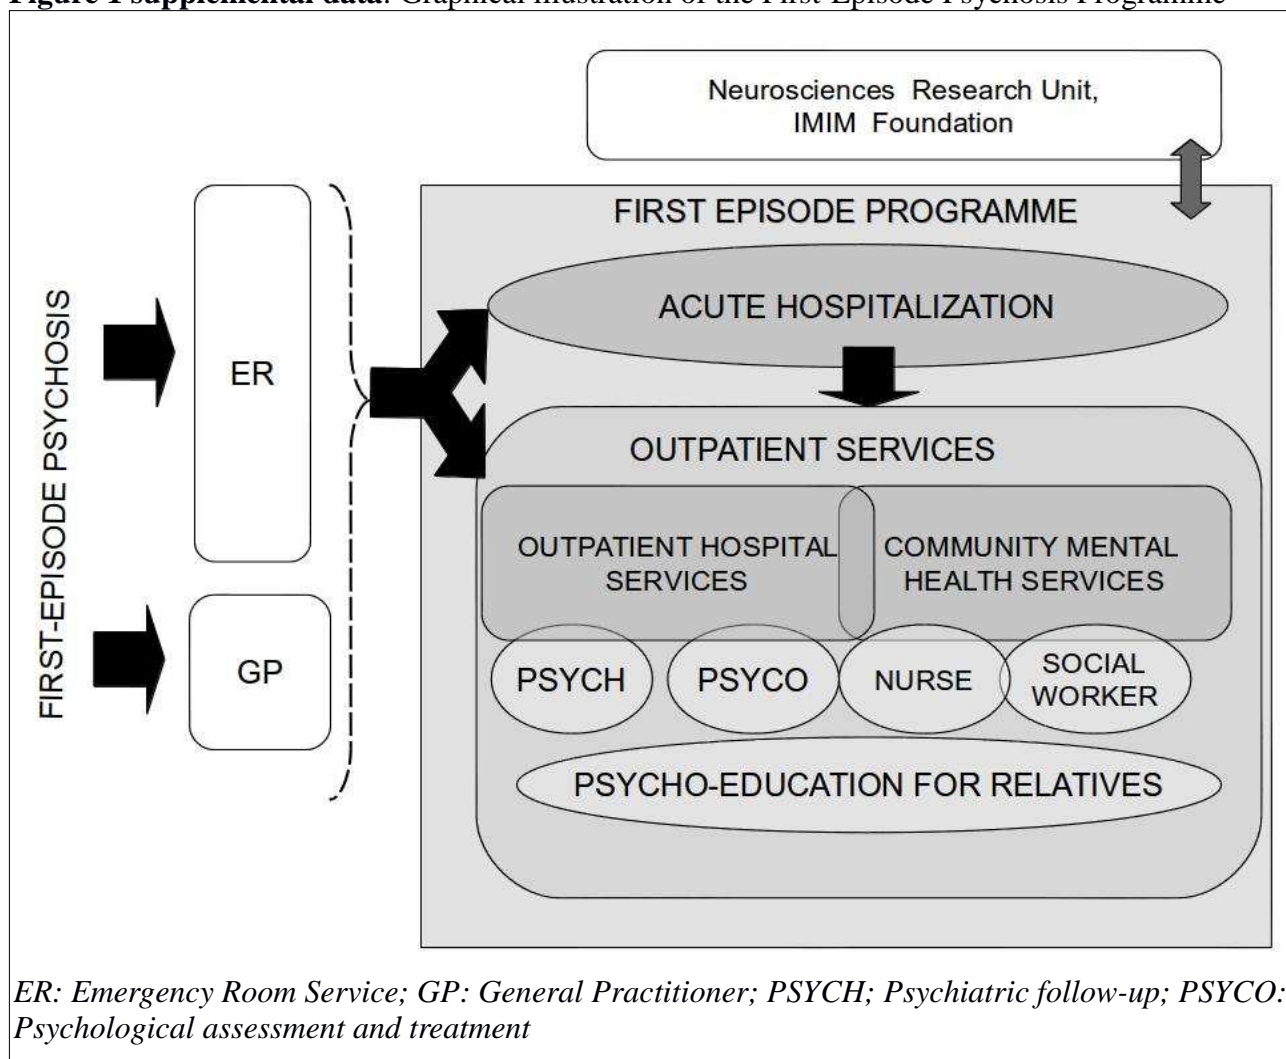 Figure 1 supplemental data: Graphical illustration of the First-Episode Psychosis Programme
Neurosciences Research Unit,
IMIM Foundation
FIRST EPISODE PROGRAMME
FIRST-EPISODE PSYCHOSIS
ER
GP
ACUTE HOSPITALIZATION
OUTPATIENT SERVICES
OUTPATIENT HOSPITAL
SERVICES
COMMUNITY MENTAL
HEALTH SERVICES
PSYCH
PSYCO
NURSE
SOCIAL
WORKER
PSYCHO-EDUCATION FOR RELATIVES
ER: Emergency Room Service; GP: General Practitioner; PSYCH; Psychiatric follow-up; PSYCO:
Psychological assessment and treatment